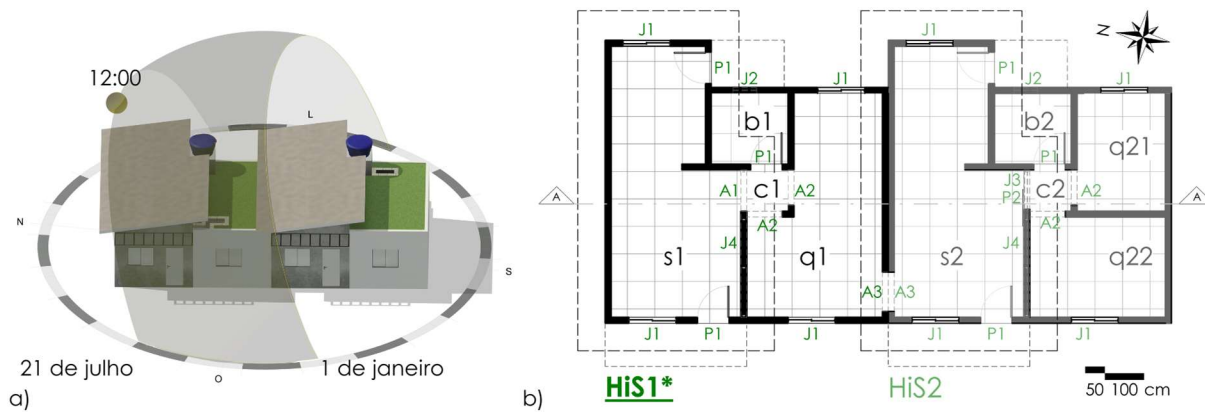 12:00
L
N
S
O
21 de julho
1 de janeiro
a)
J1
P1
J2
J1
J1
P1
J2
J1
N
b1
P1
b2
P1
q21
A
A1
c1
A2
J3
P2
c2
A2
A
A2
A2
J4
s1
q1
s2
J4
q22
A3
A3
J1
P1
J1
J1
P1
J1
HiS1*
HiS2
50 100 cm
b)